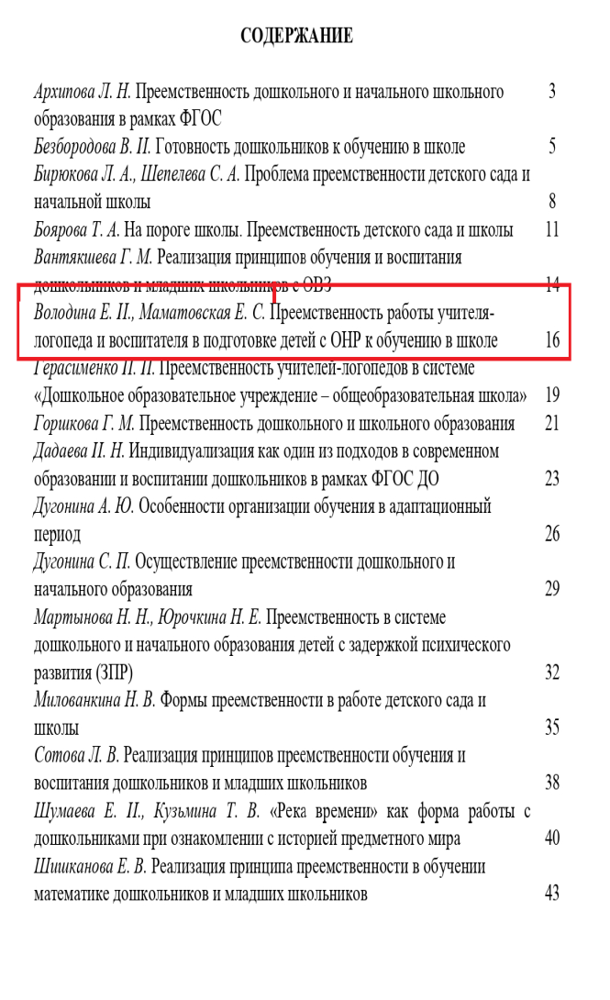 СОДЕРЖАНИЕ
Архипова Л. Н. Преемственность дошкольного и начального школьного 3
образования в рамках ФГОС
Безбородова В. П. Готовность дошкольников к обучению в школе 5
Бирюкова Л. А., Шепелева С. А. Проблема преемственности детского сада и
начальной школы 8
Боярова Т. А. На пороге школы. Преемственность детского сада и школы 11
Вантякшева Г. М. Реализация принципов обучения и воспитания
дошкольников и младших школьников с ОВЗ 14
Володина Е. П., Маматовская Е. С. Преемственность работы учителя-
логопеда и воспитателя в подготовке детей с ОНР к обучению в школе 16
Герасименко П. П. Преемственность учителей-логопедов в системе
«Дошкольное образовательное учреждение – общеобразовательная школа» 19
Горшкова Г. М. Преемственность дошкольного и школьного образования 21
Дадаева П. Н. Индивидуализация как один из подходов в современном
образовании и воспитании дошкольников в рамках ФГОС ДО 23
Дугонина А. Ю. Особенности организации обучения в адаптационный
период 26
Дугонина С. П. Осуществление преемственности дошкольного и
начального образования 29
Мартынова Н. Н., Юрочкина Н. Е. Преемственность в системе
дошкольного и начального образования детей с задержкой психического
развития (ЗПР) 32
Милованкина Н. В. Формы преемственности в работе детского сада и
школы 35
Сотова Л. В. Реализация принципов преемственности обучения и
воспитания дошкольников и младших школьников 38
Шумаева Е. П., Кузьмина Т. В. «Река времени» как форма работы с
дошкольниками при ознакомлении с историей предметного мира 40
Шишканова Е. В. Реализация принципа преемственности в обучении
математике дошкольников и младших школьников 43